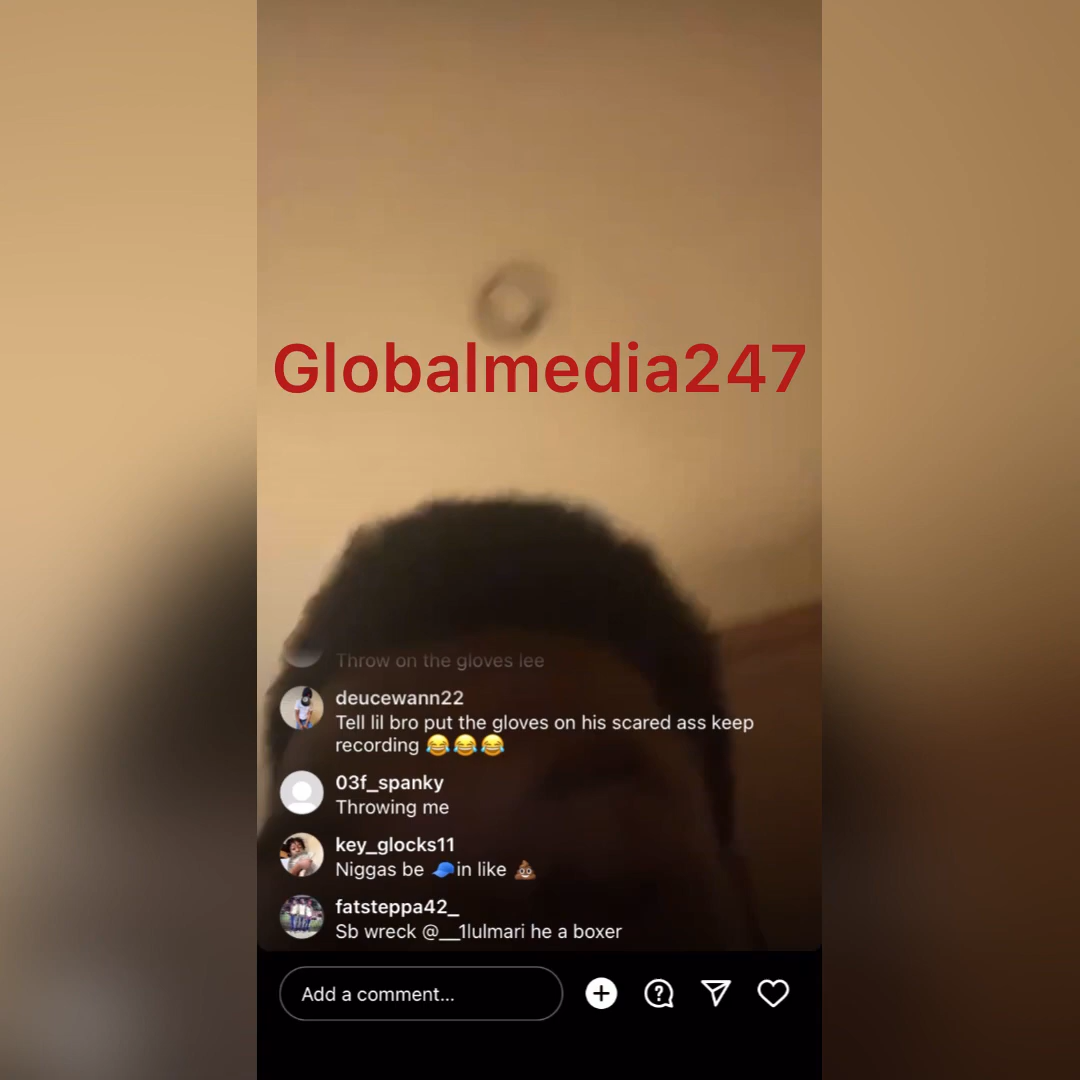 Globalmedia247
Throw on the gloves lee
deucewann22
Tell lil bro put the gloves on his scared ass keep
recording 😂😂😂
03f_spanky
Throwing me
key_glocks11
Niggas be 🧢in like 💩
fatsteppa42_
Sb wreck @__1lulmari he a boxer
Add a comment...